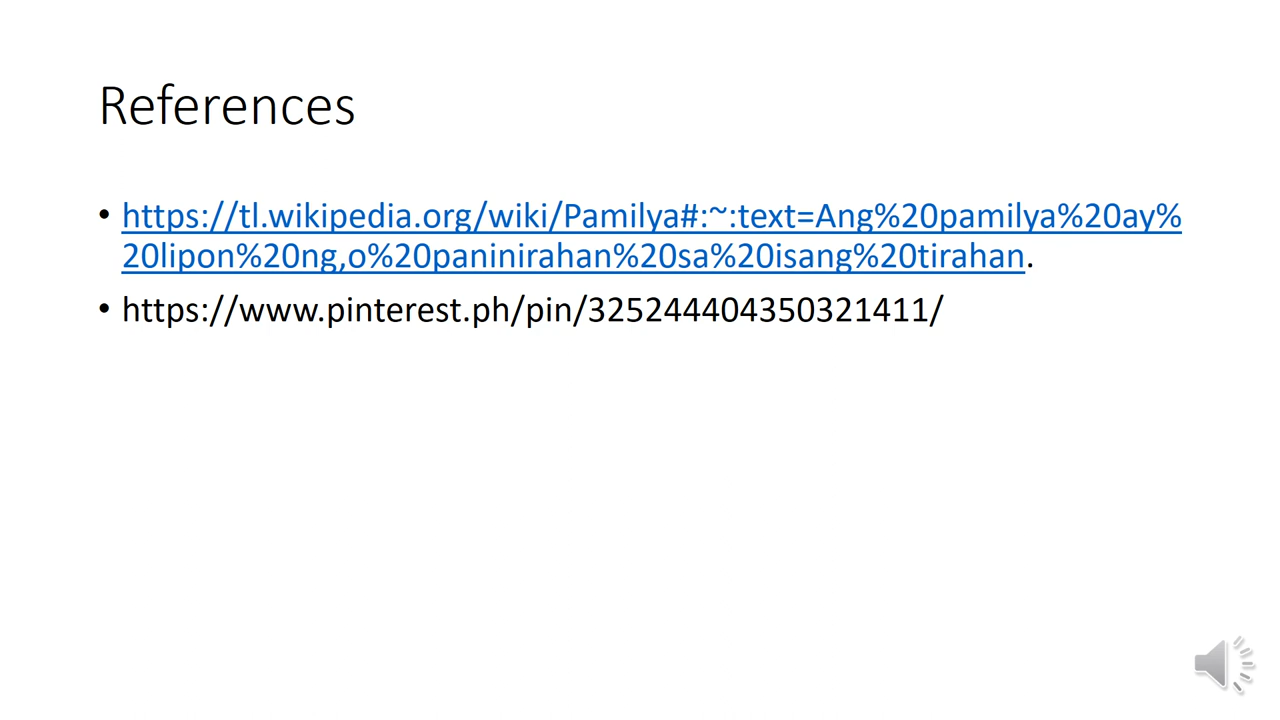 References
• https://tl.wikipedia.org/wiki/Pamilya#:~:text=Ang%20pamilya%20ay%
20lipon%20ng,o%20paninirahan%20sa%20isang%20tirahan.
• https://www.pinterest.ph/pin/325244404350321411/